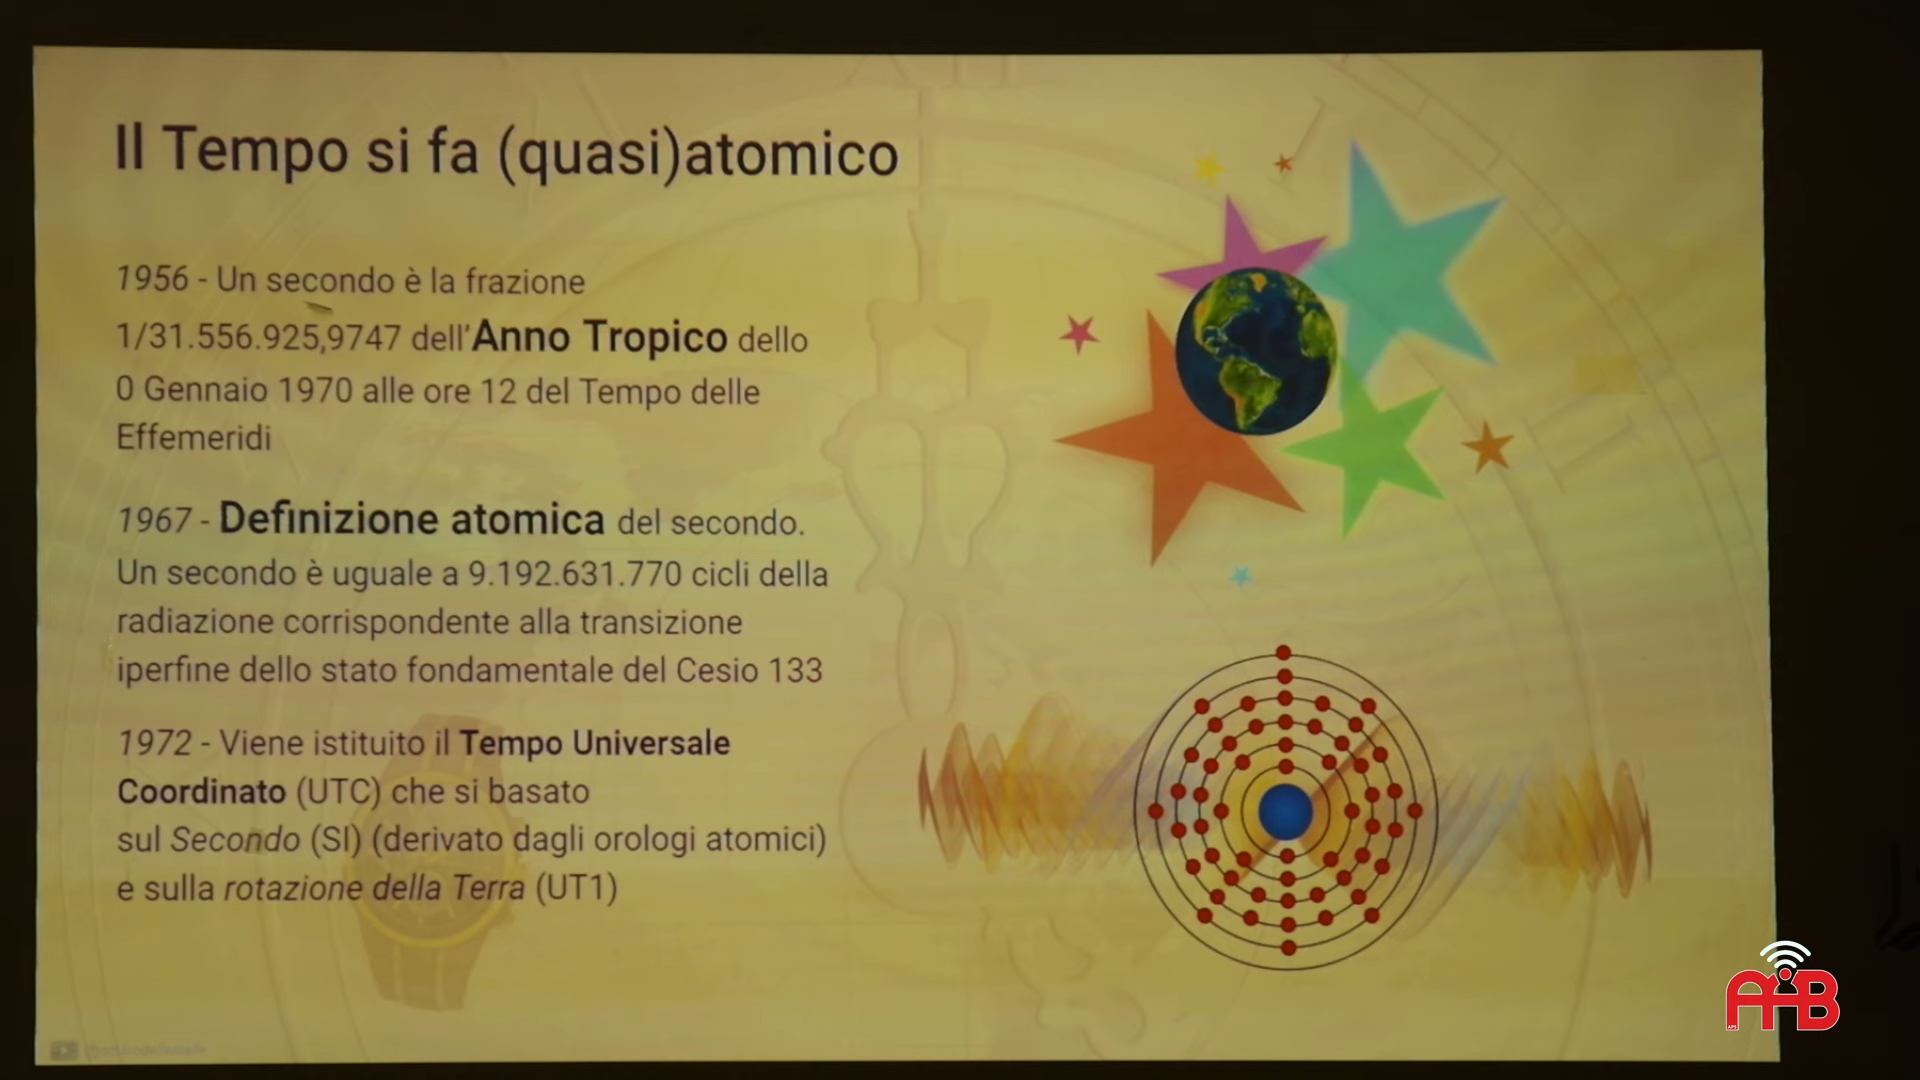 Il Tempo si fa (quasi)atomico
1956 - Un secondo è la frazione
1/31.556.925,9747 dell'Anno Tropico dello
0 Gennaio 1970 alle ore 12 del Tempo delle
Effemeridi
1967 - Definizione atomica del secondo.
Un secondo è uguale a 9.192.631.770 cicli della
radiazione corrispondente alla transizione
iperfine dello stato fondamentale del Cesio 133
1972 - Viene istituito il Tempo Universale
Coordinato (UTC) che si basato
sul Secondo (SI) (derivato dagli orologi atomici)
e sulla rotazione della Terra (UT1)
AAB
APS